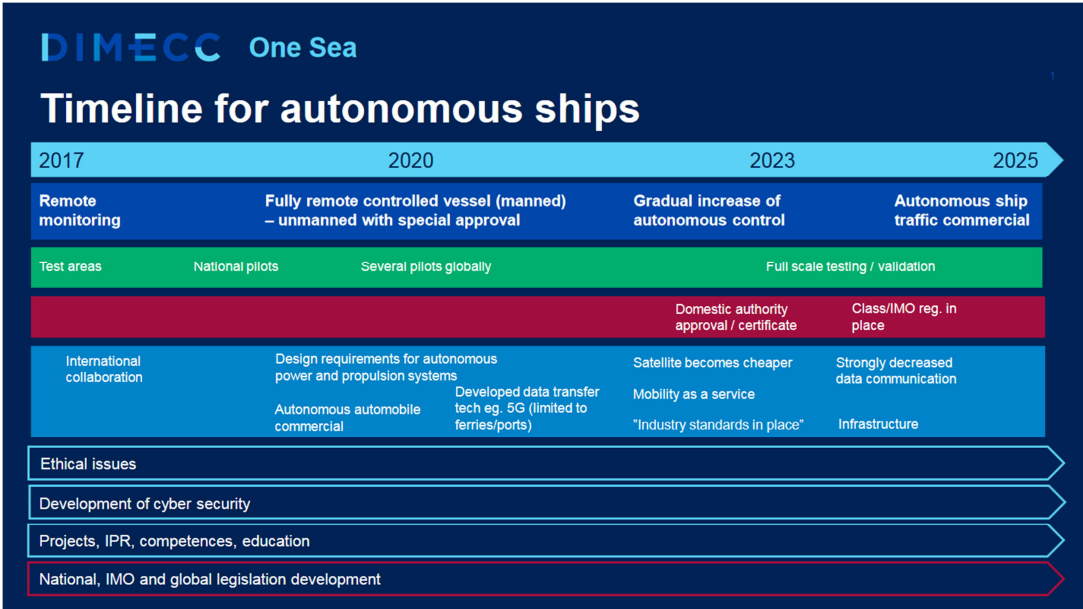 DIMECC One Sea
1
Timeline for autonomous ships
2017 2020 2023 2025
Remote
monitoring
Fully remote controlled vessel (manned)
– unmanned with special approval
Gradual increase of
autonomous control
Autonomous ship
traffic commercial
Test areas National pilots Several pilots globally Full scale testing / validation
Domestic authority
approval / certificate
Class/IMO reg. in
place
International
collaboration
Design requirements for autonomous
power and propulsion systems
Autonomous automobile
commercial
Developed data transfer
tech eg. 5G (limited to
ferries/ports)
Satellite becomes cheaper
Mobility as a service
"Industry standards in place"
Strongly decreased
data communication
Infrastructure
Ethical issues
Development of cyber security
Projects, IPR, competences, education
National, IMO and global legislation development